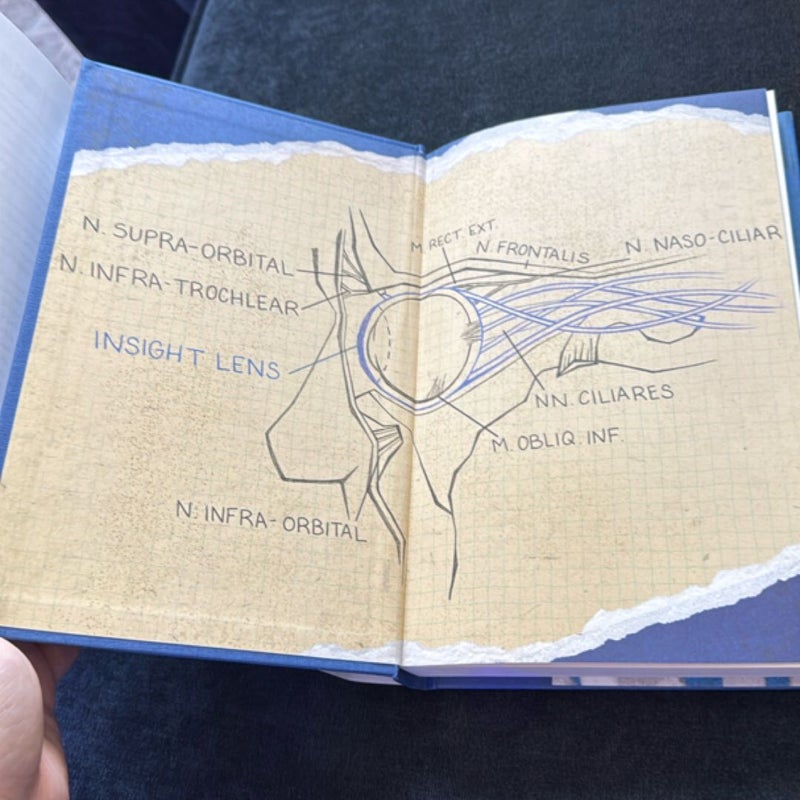 N. SUPRA-ORBITAL
N. INFRA-TROCHLEAR
INSIGHT LENS
N. INFRA-ORBITAL
M. RECT. EXT.
N. FRONTALIS
N. NASO-CILIAR
NN. CILIARES
M. OBLIQ. INF.